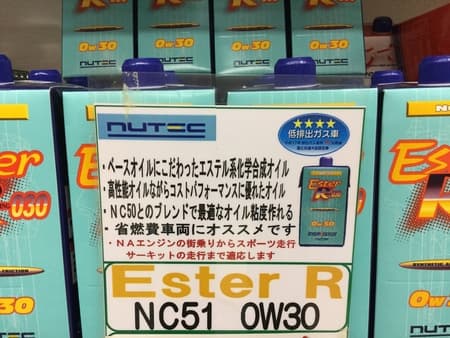 R
0w30
NUTEC
0w30
NUTEC
0w30
NUTEC
0w30
NUTEC
NUTEC
★★★★
低排出ガス車
・ベースオイルにこだわったエステル系化学合成オイル
・高性能オイルながらコストパフォーマンスに優れたオイル
・NC50とのブレンドで最適なオイル粘度作れる
・省燃費車両にオススメです
・NAエンジンの街乗りからスポーツ走行
サーキットの走行まで適応します
Ester
R
0w30
NUTEC
Ester R
NC51 0W30
0w30
NUTEC
Ester
R
0w30
NUTEC